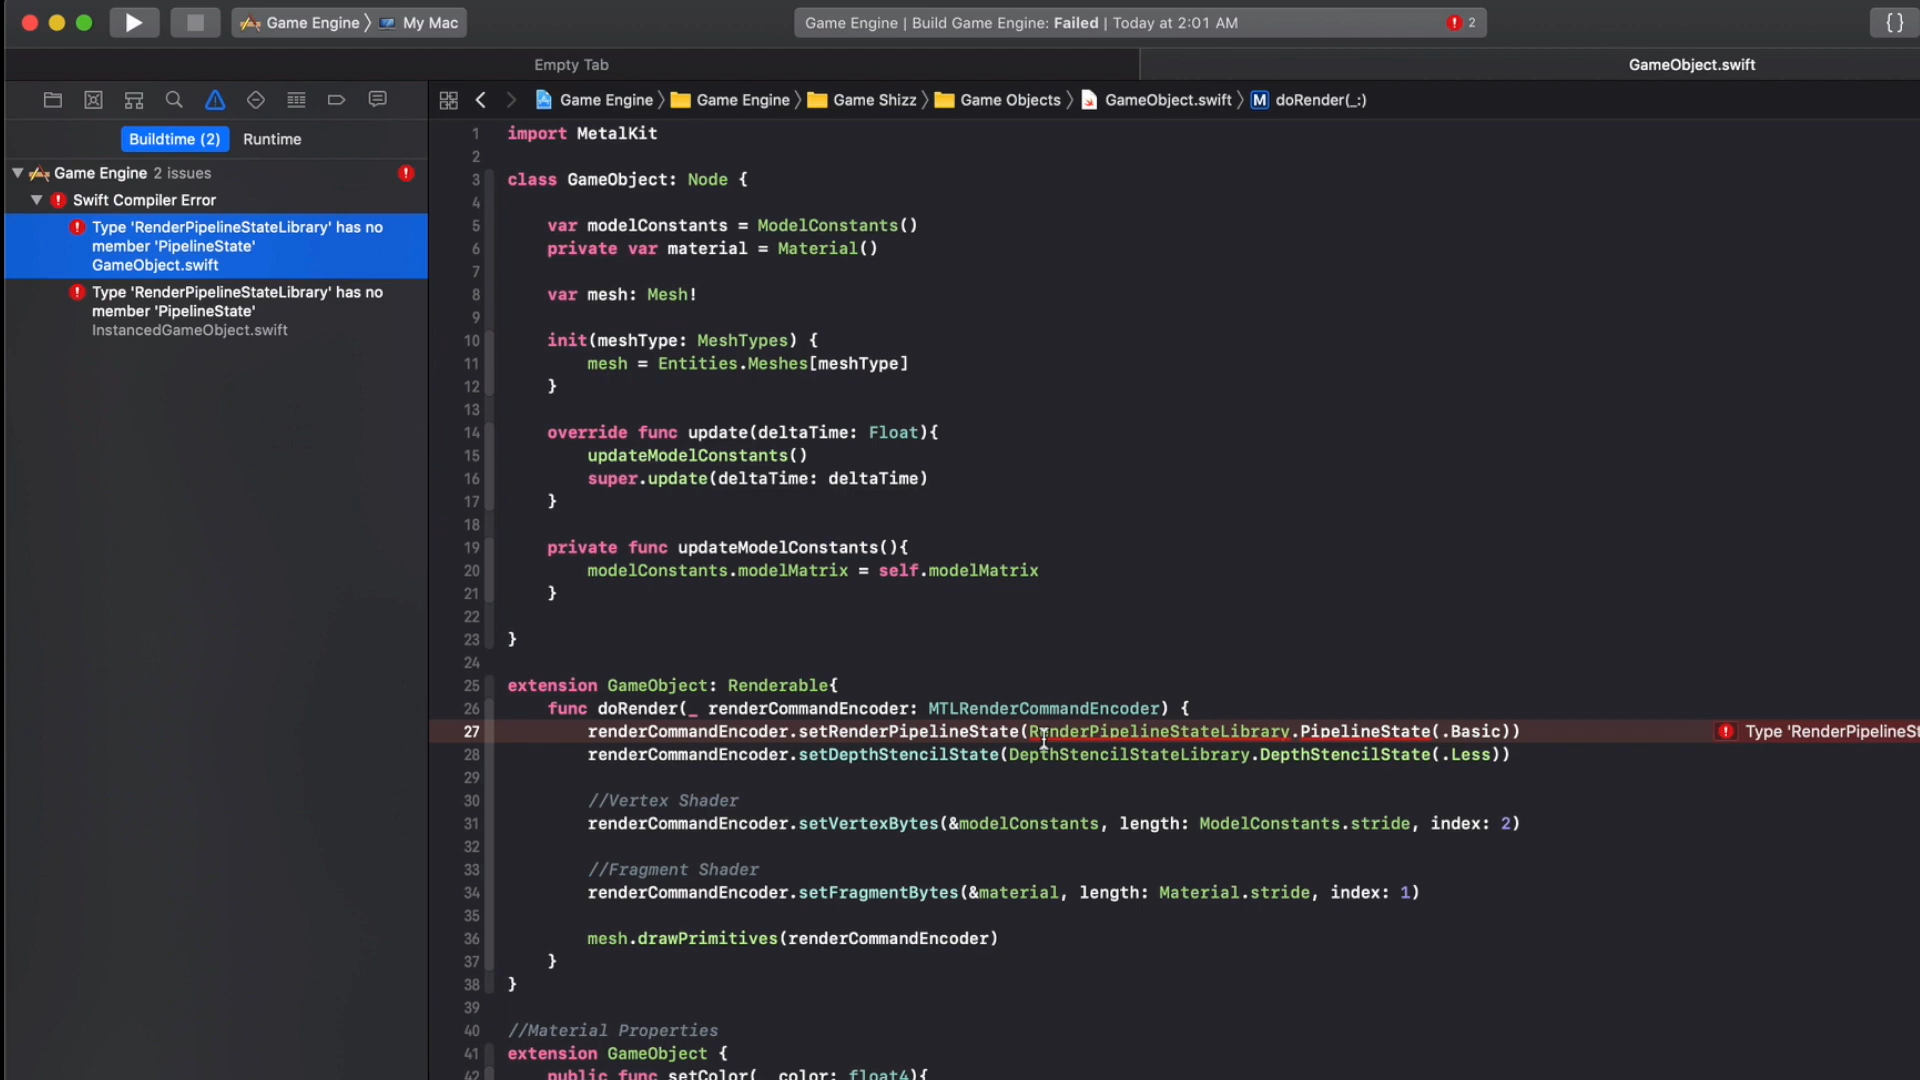 Game Engine 〉 My Mac
Game Engine | Build Game Engine: Failed | Today at 2:01 AM
2
{}
Empty Tab
GameObject.swift
Game Engine 〉 Game Engine 〉 Game Shizz 〉 Game Objects 〉 GameObject.swift 〉 M doRender(_:)
Buildtime (2)
Runtime
Game Engine 2 issues
Swift Compiler Error
Type 'RenderPipelineStateLibrary' has no
member 'PipelineState'
GameObject.swift
Type 'RenderPipelineStateLibrary' has no
member 'PipelineState'
InstancedGameObject.swift
1 import MetalKit
2
3 class GameObject: Node {
4
5 var modelConstants = ModelConstants()
6 private var material = Material()
7
8 var mesh: Mesh!
9
10 init(meshType: MeshTypes) {
11 mesh = Entities.Meshes[meshType]
12 }
13
14 override func update(deltaTime: Float){
15 updateModelConstants()
16 super.update(deltaTime: deltaTime)
17 }
18
19 private func updateModelConstants(){
20 modelConstants.modelMatrix = self.modelMatrix
21 }
22
23 }
24
25 extension GameObject: Renderable{
26 func doRender(_ renderCommandEncoder: MTLRenderCommandEncoder) {
27 renderCommandEncoder.setRenderPipelineState(RenderPipelineStateLibrary.PipelineState(.Basic)) Type 'RenderPipelineSt
28 renderCommandEncoder.setDepthStencilState(DepthStencilStateLibrary.DepthStencilState(.Less))
29
30 //Vertex Shader
31 renderCommandEncoder.setVertexBytes(&modelConstants, length: ModelConstants.stride, index: 2)
32
33 //Fragment Shader
34 renderCommandEncoder.setFragmentBytes(&material, length: Material.stride, index: 1)
35
36 mesh.drawPrimitives(renderCommandEncoder)
37 }
38 }
39
40 //Material Properties
41 extension GameObject {
42 public func setColor(_ color: float4){